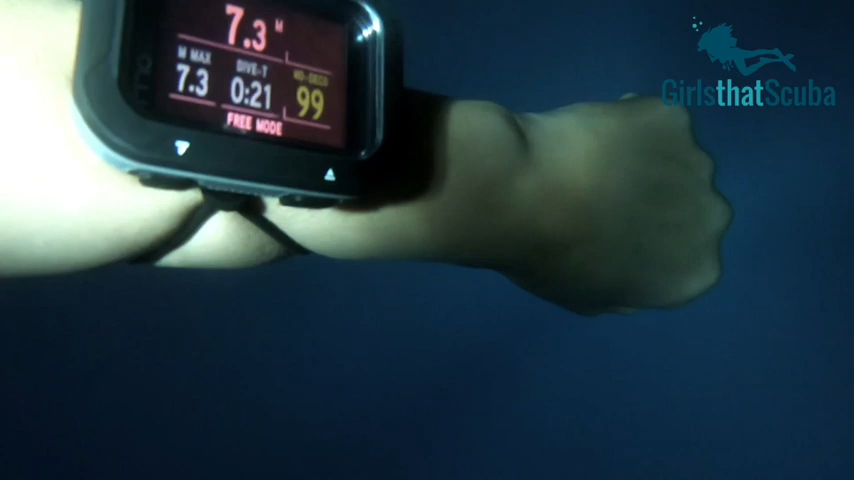 7.3 M
M MAX DIVE-T NO-DECO
7.3 0:21 99
FREE MODE
GirlsthatScuba